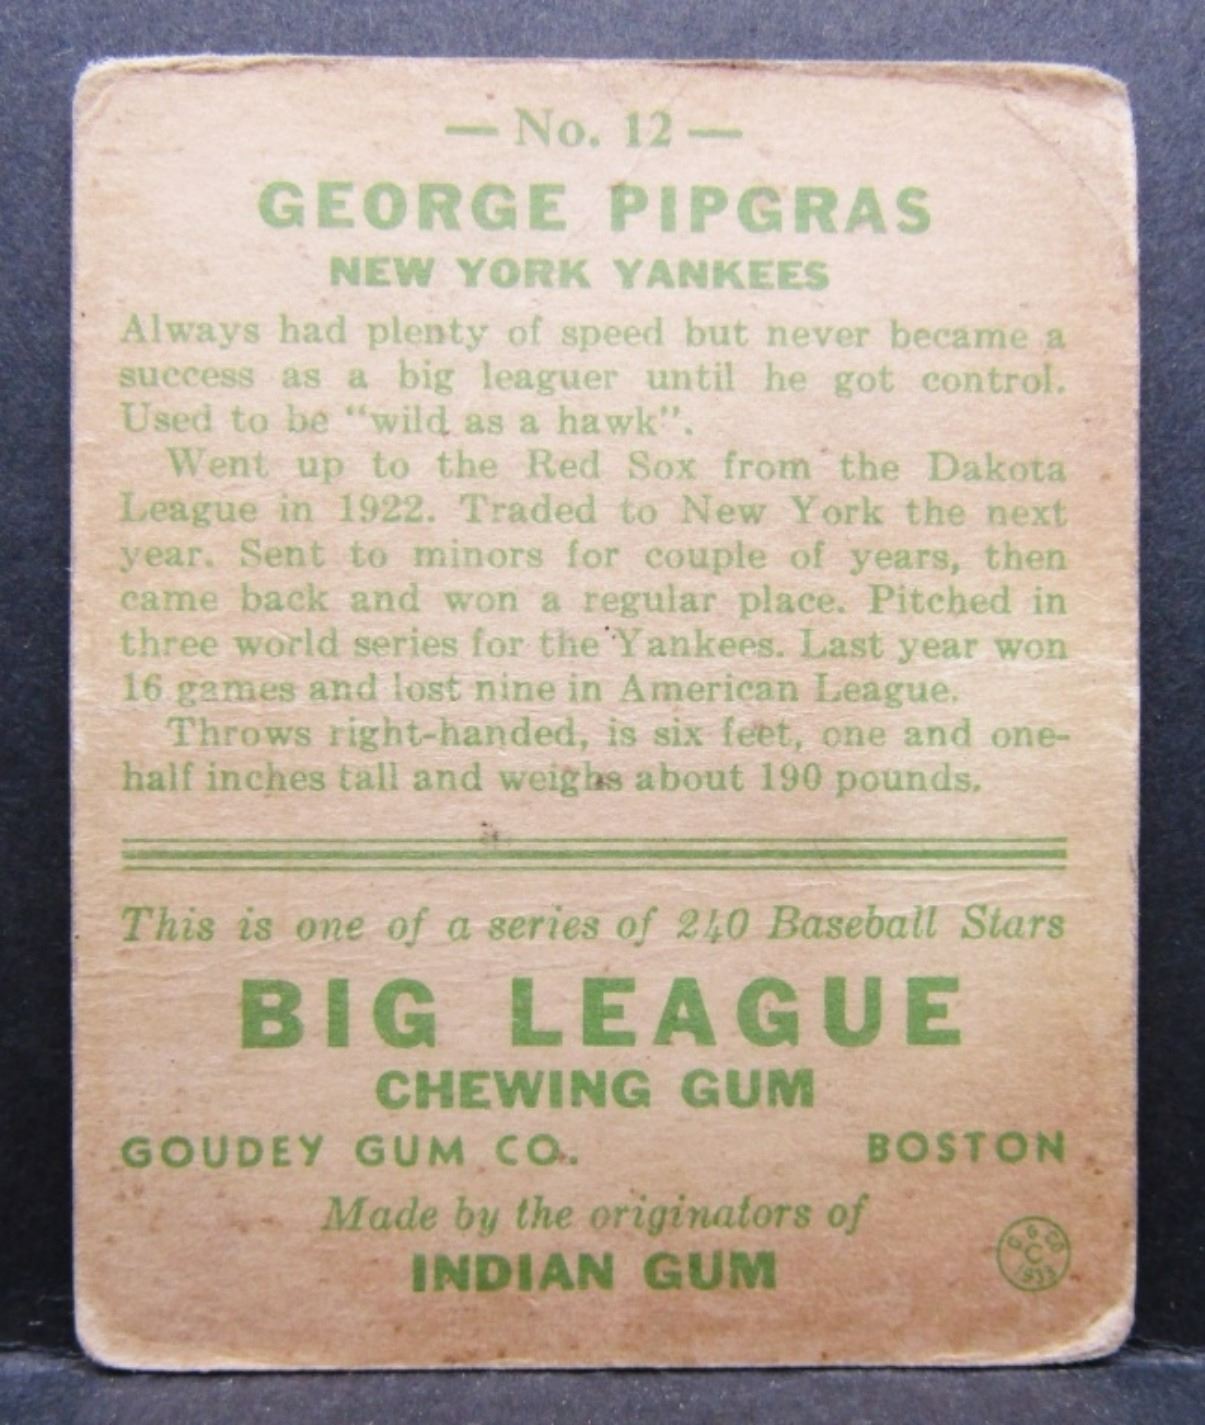 — No. 12 —
GEORGE PIPGRAS
NEW YORK YANKEES
Always had plenty of speed but never became a
success as a big leaguer until he got control.
Used to be "wild as a hawk".
Went up to the Red Sox from the Dakota
League in 1922. Traded to New York the next
year. Sent to minors for couple of years, then
came back and won a regular place. Pitched in
three world series for the Yankees. Last year won
16 games and lost nine in American League.
Throws right-handed, is six feet, one and one-
half inches tall and weighs about 190 pounds.
This is one of a series of 240 Baseball Stars
BIG LEAGUE
CHEWING GUM
GOUDEY GUM CO. BOSTON
Made by the originators of
INDIAN GUM
G. G. CO.
C
1933